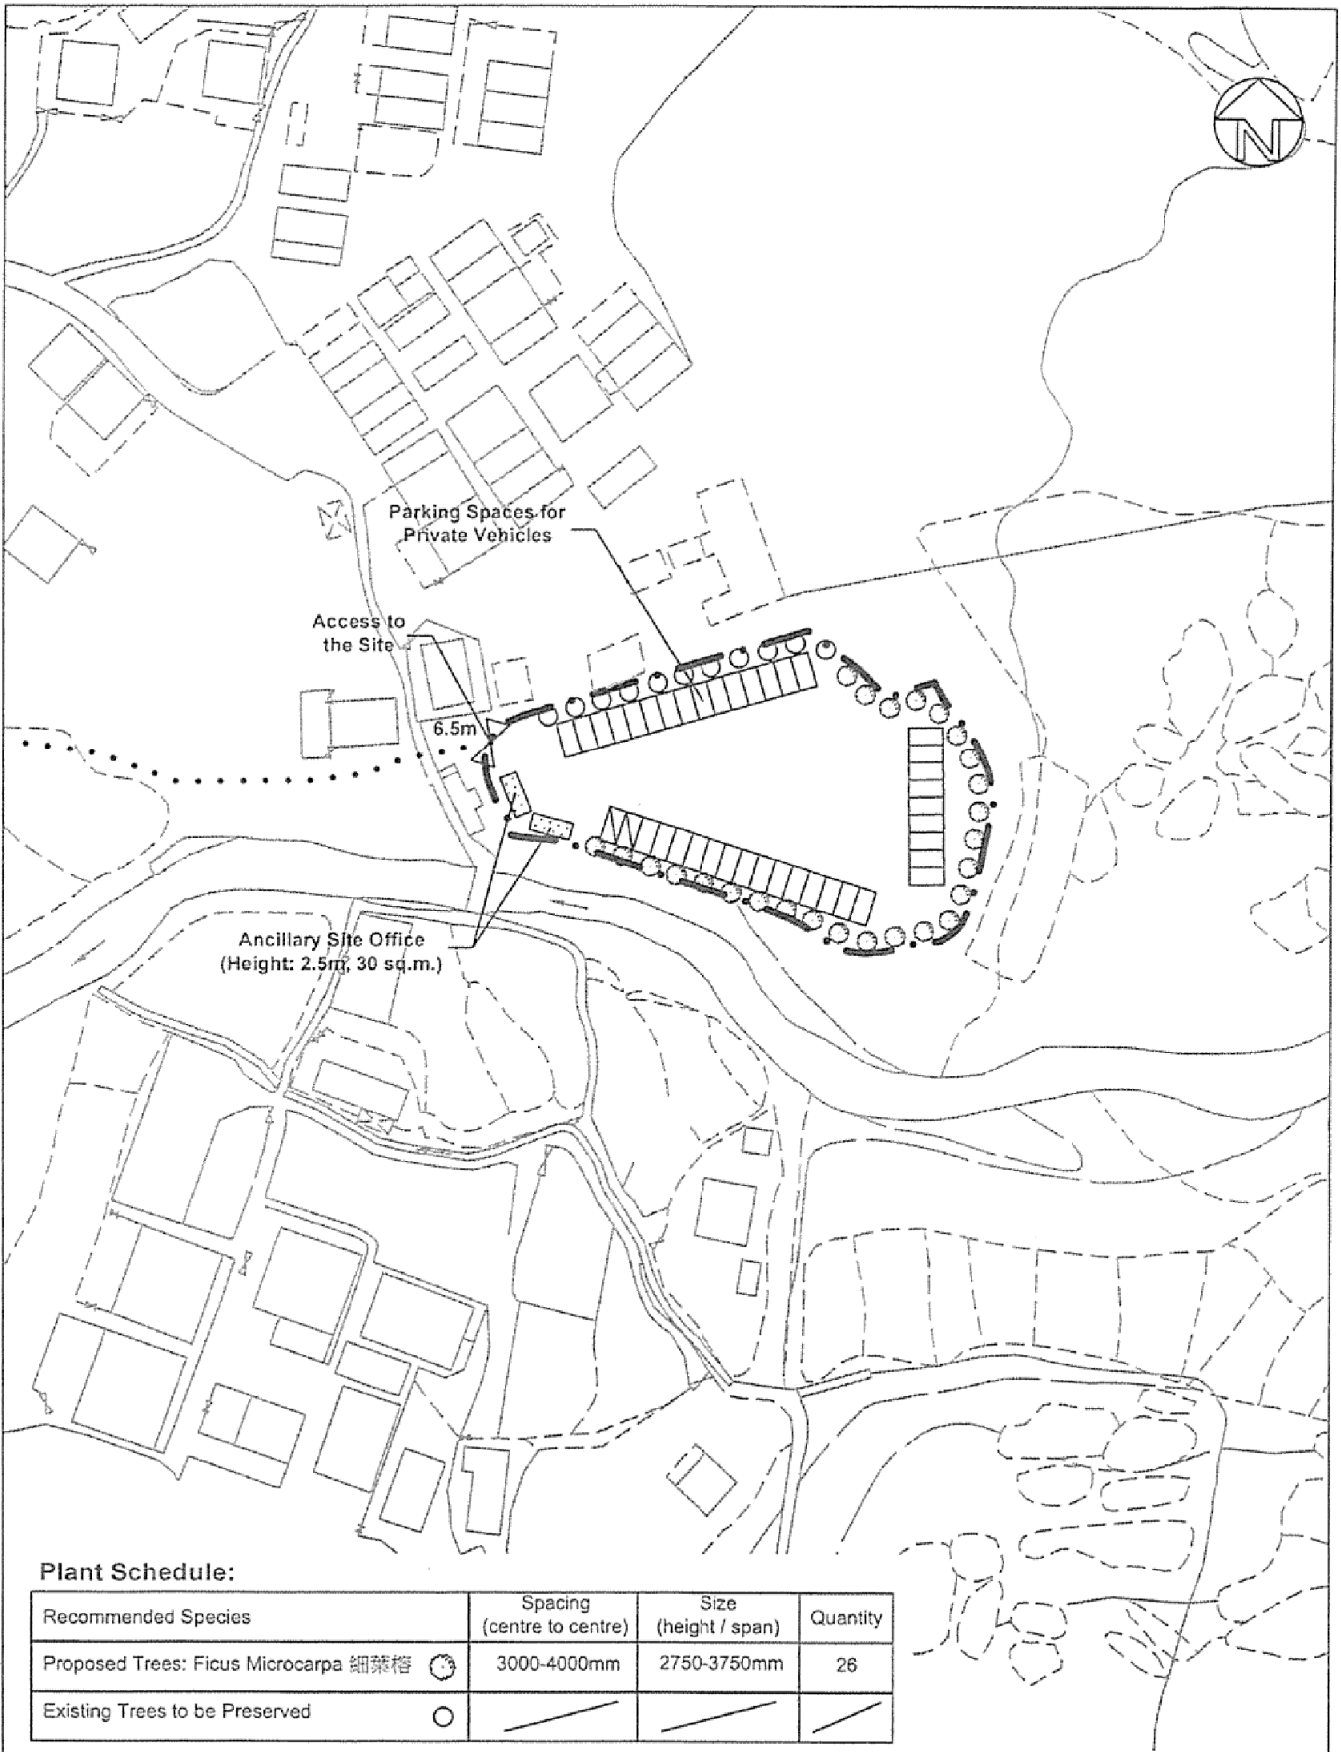 N
Parking Spaces for
Private Vehicles
Access to
the Site
6.5m
Ancillary Site Office
(Height: 2.5m, 30 sq.m.)
Plant Schedule:
Recommended Species
Spacing
(centre to centre)
Size
(height / span)
Quantity
Proposed Trees: Ficus Microcarpa 細葉榕
3000-4000mm
2750-3750mm
26
Existing Trees to be Preserved